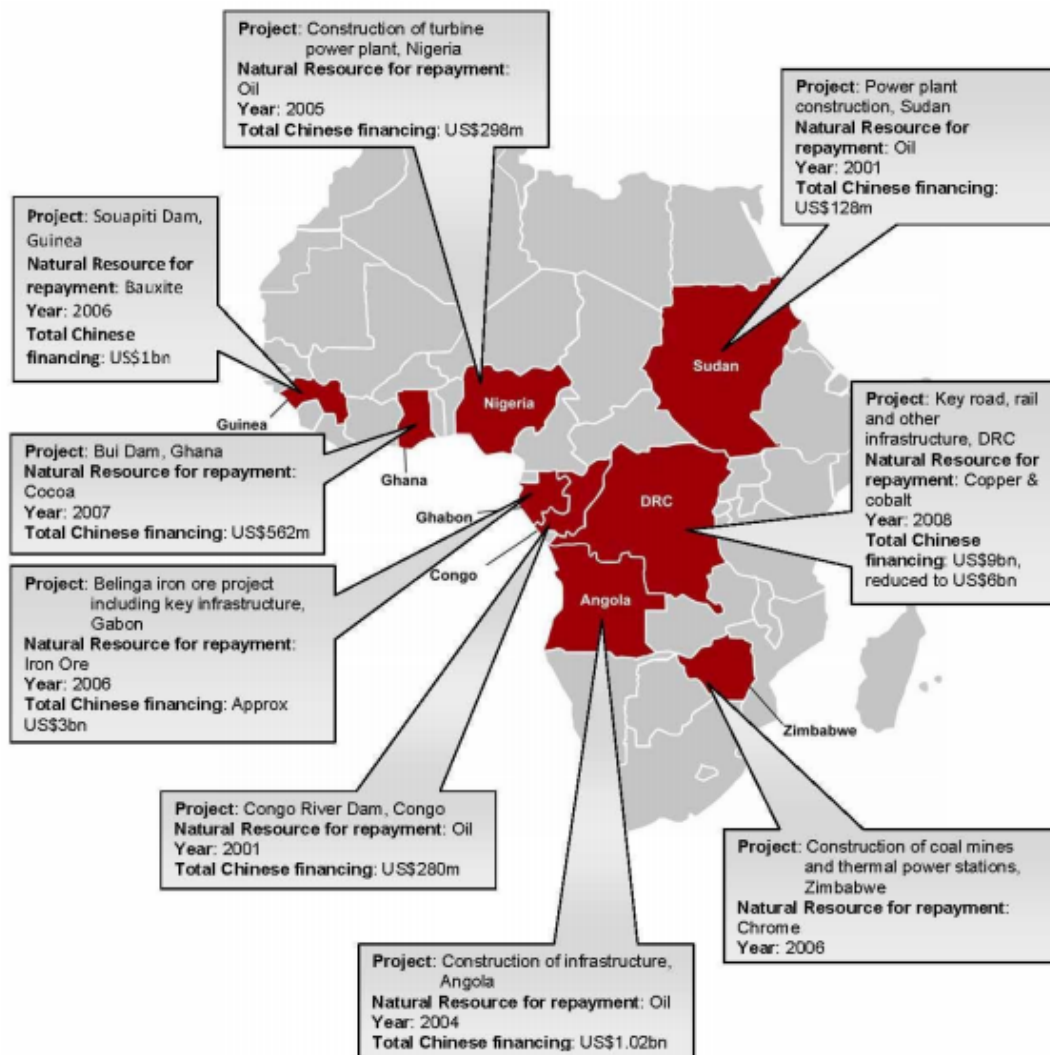 Project: Construction of turbine
power plant, Nigeria
Natural Resource for repayment:
Oil
Year: 2005
Total Chinese financing: US$298m
Project: Power plant
construction, Sudan
Natural Resource for
repayment: Oil
Year: 2001
Total Chinese financing:
US$128m
Project: Souapiti Dam,
Guinea
Natural Resource for
repayment: Bauxite
Year: 2006
Total Chinese
financing: US$1bn
Sudan
Nigeria
Guinea
Project: Key road, rail
and other
infrastructure, DRC
Natural Resource for
repayment: Copper &
cobalt
Year: 2008
Total Chinese
financing: US$9bn,
reduced to US$6bn
Project: Bui Dam, Ghana
Natural Resource for repayment:
Cocoa
Year: 2007
Total Chinese financing: US$562m
Ghana
DRC
Ghabon
Congo
Angola
Project: Belinga iron ore project
including key infrastructure,
Gabon
Natural Resource for repayment:
Iron Ore
Year: 2006
Total Chinese financing: Approx
US$3bn
Zimbabwe
Project: Congo River Dam, Congo
Natural Resource for repayment: Oil
Year: 2001
Total Chinese financing: US$280m
Project: Construction of coal mines
and thermal power stations,
Zimbabwe
Natural Resource for repayment:
Chrome
Year: 2006
Project: Construction of infrastructure,
Angola
Natural Resource for repayment: Oil
Year: 2004
Total Chinese financing: US$1.02bn